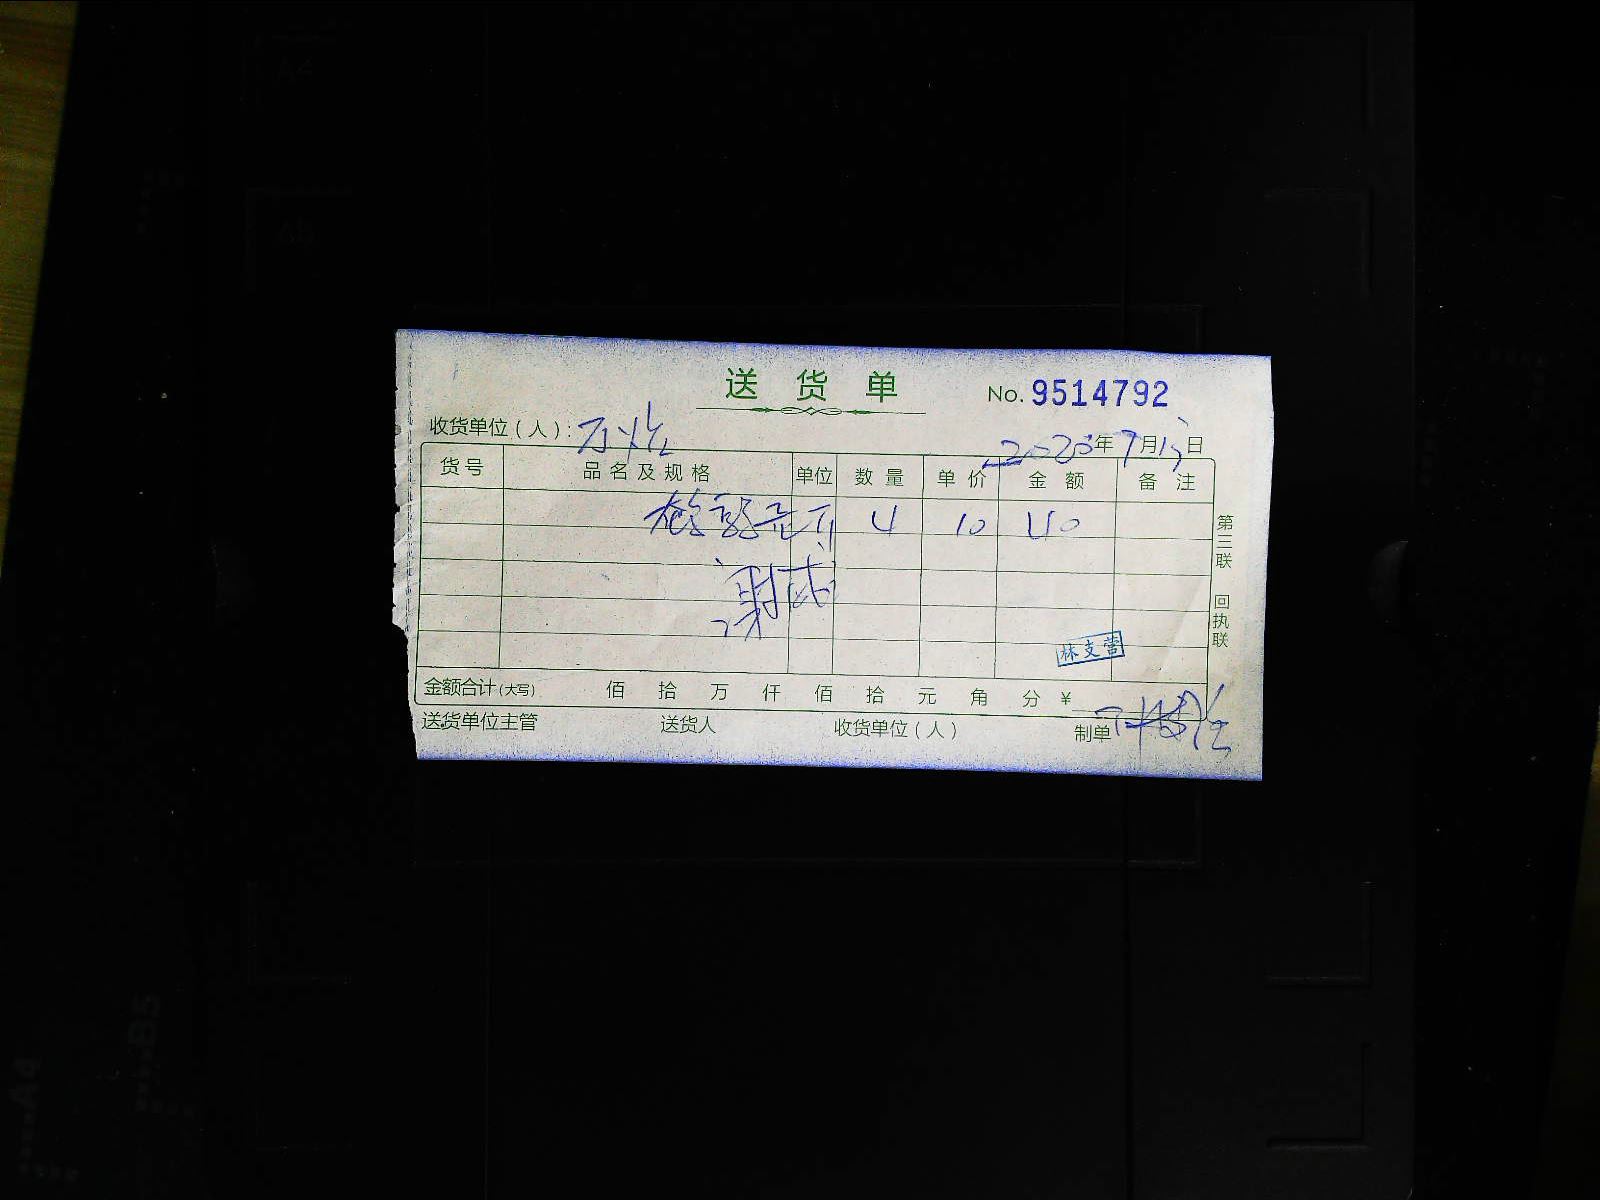 送货单
No. 9514792
收货单位（人）：
年7月 日
货号 品名及规格 单位 数量 单价 金额 备注
4 10 40
第三联 回执联
林支营
金额合计(大写) 佰 拾 万 仟 佰 拾 元 角 分 ¥
送货单位主管 送货人 收货单位（人） 制单